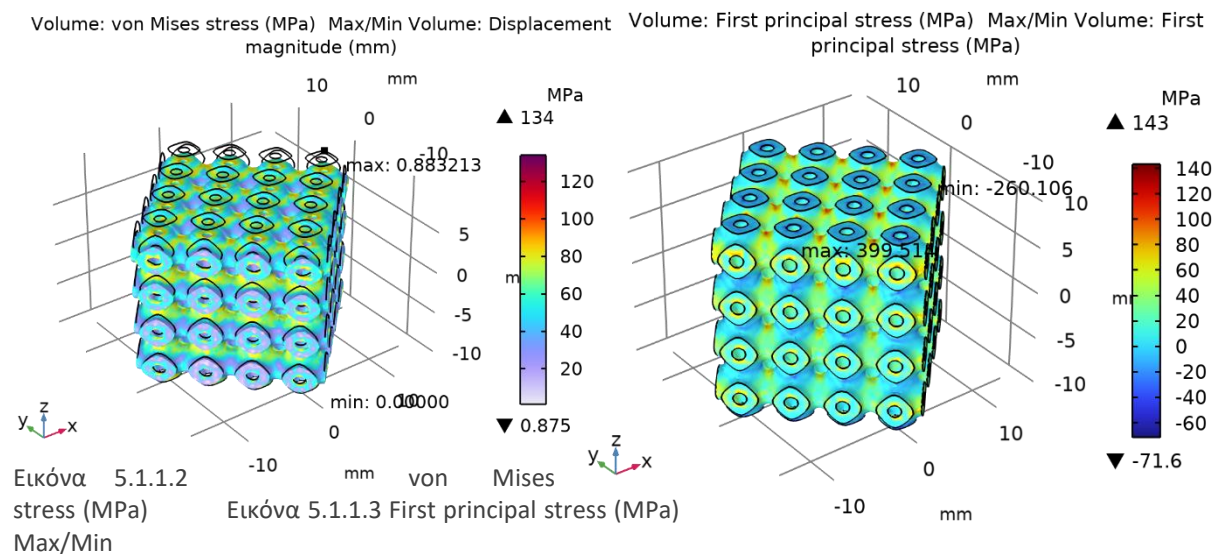 Volume: von Mises stress (MPa) Max/Min Volume: Displacement
magnitude (mm)
10
mm
0
MPa
▲ 134
-10
max: 0.883213
120
100
80
60
40
20
5
0
-5
-10
m
min: 0.00000
10
0
▼ 0.875
-10
mm
y z x
Volume: First principal stress (MPa) Max/Min Volume: First
principal stress (MPa)
10
mm
0
MPa
▲ 143
-10
min: -260.106
10
max: 399.51
140
120
100
80
60
40
20
0
-20
-40
-60
5
0
-5
-10
10
0
▼ -71.6
-10
mm
y z x
Εικόνα 5.1.1.2 von Mises
stress (MPa) Εικόνα 5.1.1.3 First principal stress (MPa)
Max/Min